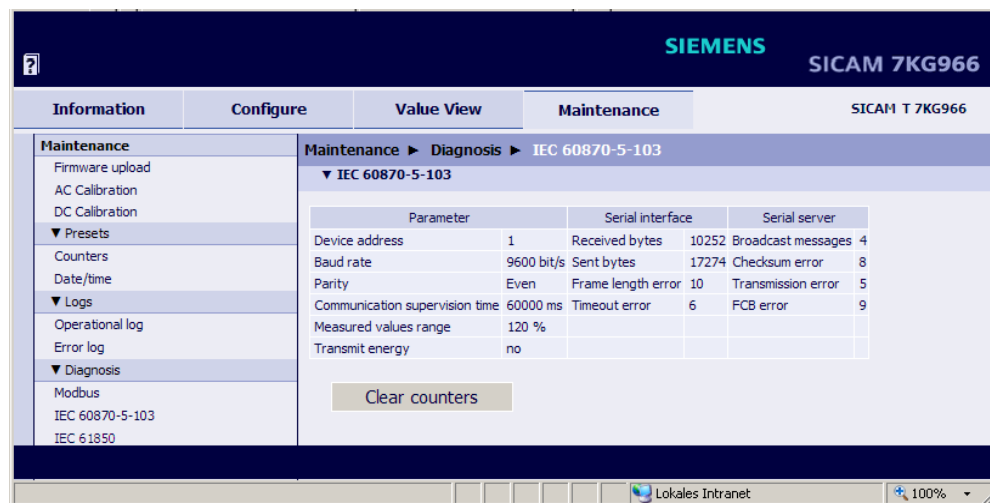 SIEMENS
?
SICAM 7KG966
Information Configure Value View Maintenance SICAM T 7KG966
Maintenance
Firmware upload
AC Calibration
DC Calibration
▼ Presets
Counters
Date/time
▼ Logs
Operational log
Error log
▼ Diagnosis
Modbus
IEC 60870-5-103
IEC 61850
Maintenance ► Diagnosis ► IEC 60870-5-103
▼ IEC 60870-5-103
Parameter Serial interface Serial server
Device address 1 Received bytes 10252 Broadcast messages 4
Baud rate 9600 bit/s Sent bytes 17274 Checksum error 8
Parity Even Frame length error 10 Transmission error 5
Communication supervision time 60000 ms Timeout error 6 FCB error 9
Measured values range 120 %
Transmit energy no
Clear counters
Lokales Intranet 100%